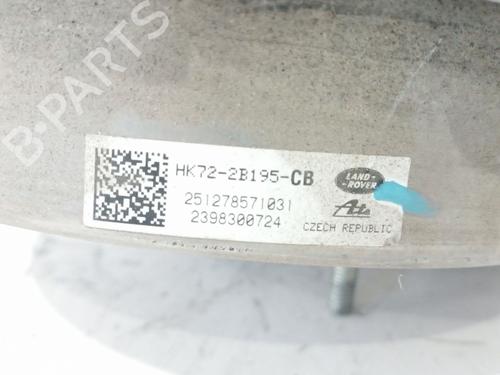 B-PARTS
HK72-2B195-CB
LAND-
-ROVER
251278571031
Ate
2398300724
CZECH REPUBLIC